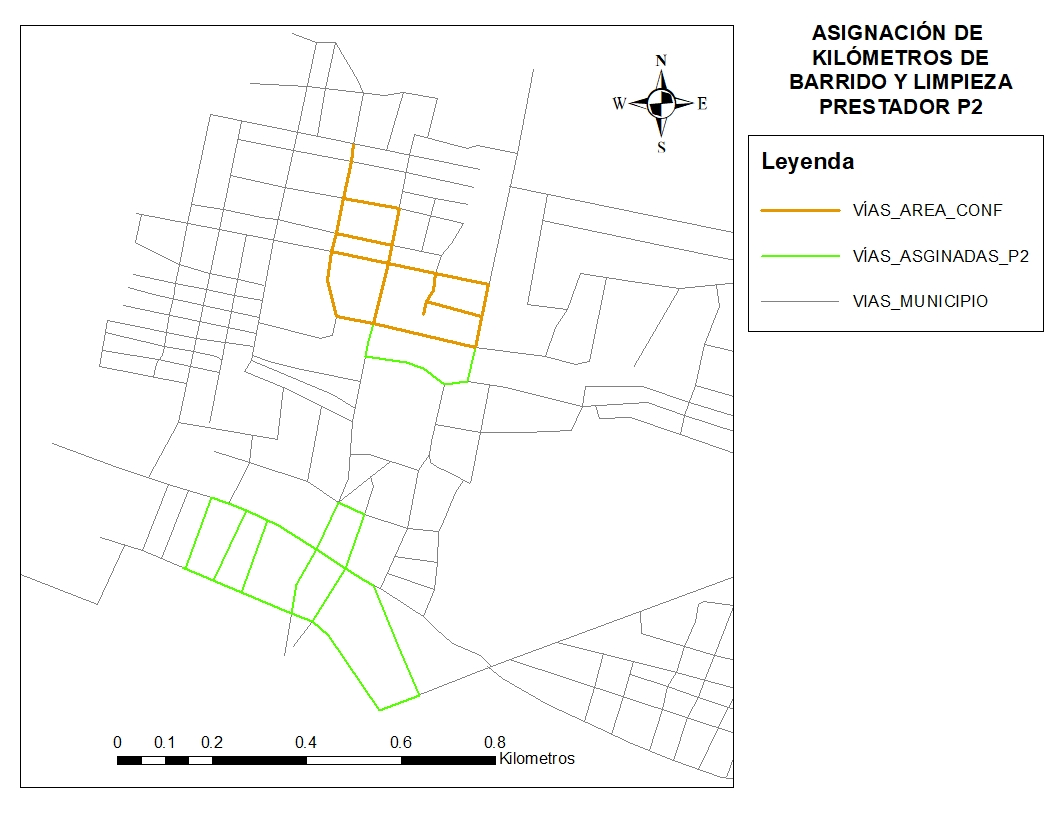 ASIGNACIÓN DE
KILÓMETROS DE
BARRIDO Y LIMPIEZA
PRESTADOR P2
Leyenda
VÍAS_AREA_CONF
VÍAS_ASGINADAS_P2
VIAS_MUNICIPIO
N
W
E
S
0 0.1 0.2 0.4 0.6 0.8
Kilometros